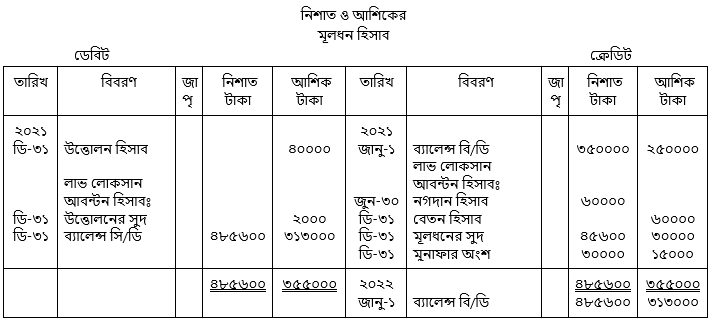 নিশাত ও আশিকের
মূলধন হিসাব
ডেবিট ক্রেডিট
তারিখ বিবরণ জা পৃ নিশাত টাকা আশিক টাকা তারিখ বিবরণ জা পৃ নিশাত টাকা আশিক টাকা
২০২১ ২০২১
ডি-৩১ উত্তোলন হিসাব ৪০০০০ জানু-১ ব্যালেন্স বি/ডি ৩৫০০০০ ২৫০০০০
লাভ লোকসান
লাভ লোকসান আবন্টন হিসাবঃ
আবন্টন হিসাবঃ জুন-৩০ নগদান হিসাব ৬০০০০
ডি-৩১ উত্তোলনের সুদ ২০০০ ডি-৩১ বেতন হিসাব ৬০০০০
ডি-৩১ ব্যালেন্স সি/ডি ৪৮৫৬০০ ৩১৩০০০ ডি-৩১ মূলধনের সুদ ৪৫৬০০ ৩০০০০
ডি-৩১ মুনাফার অংশ ৩০০০০ ১৫০০০
৪৮৫৬০০ ৩৫৫০০০ ২০২২ ৪৮৫৬০০ ৩৫৫০০০
জানু-১ ব্যালেন্স বি/ডি ৪৮৫৬০০ ৩১৩০০০